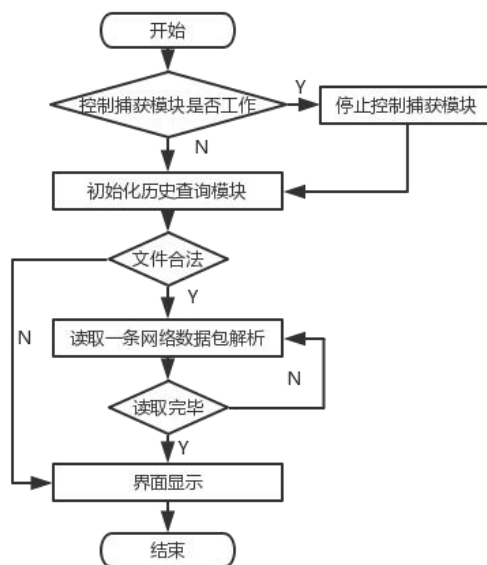 开始
控制捕获模块是否工作
Y
停止控制捕获模块
N
初始化历史查询模块
文件合法
Y
N
读取一条网络数据包解析
N
读取完毕
Y
界面显示
结束